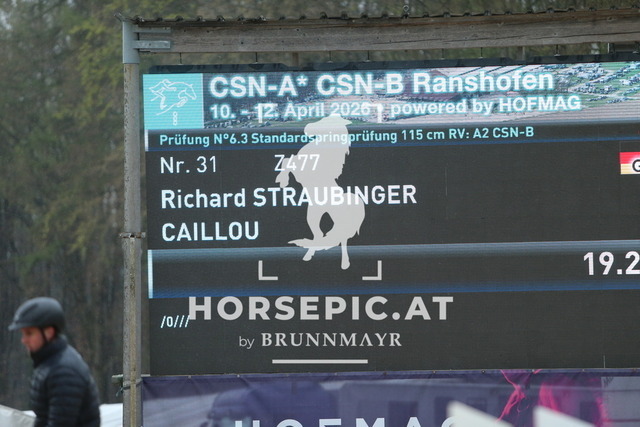 CSN-A* CSN-B Ranshofen
10. - 12. April 2026 - powered by HOFMAG
Prüfung N°6.3 Standardspringprüfung 115 cm RV: A2 CSN-B
Nr. 31 Z477
Richard STRAUBINGER
CAILLOU
19.2
/0///
HORSEPIC.AT
by BRUNNMAYR
HOFMAG